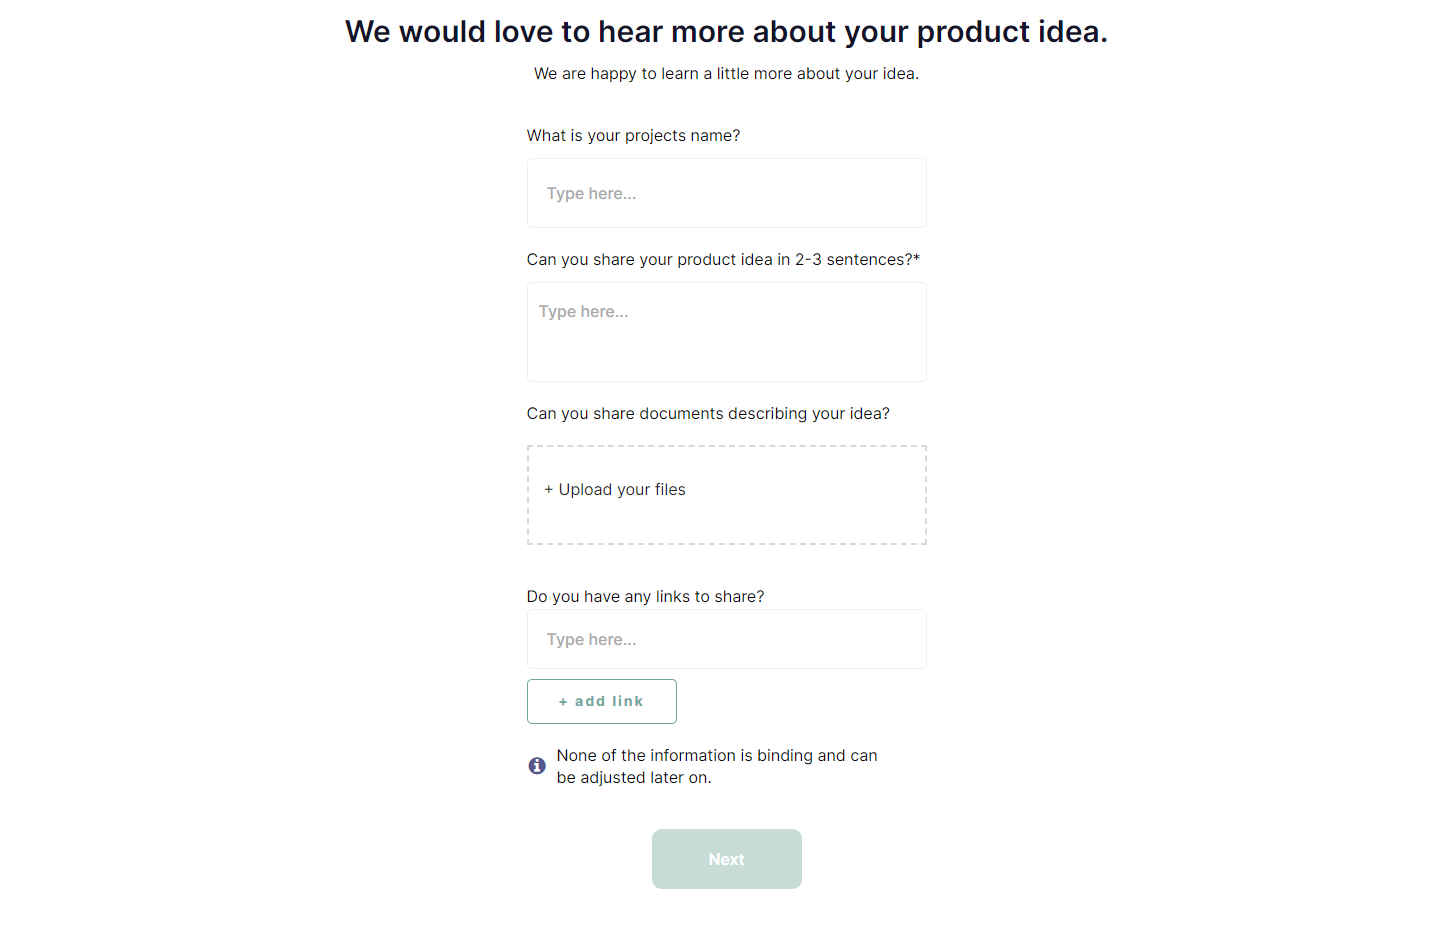 We would love to hear more about your product idea.
We are happy to learn a little more about your idea.
What is your projects name?
Type here...
Can you share your product idea in 2-3 sentences?*
Type here...
Can you share documents describing your idea?
+ Upload your files
Do you have any links to share?
Type here...
+ add link
None of the information is binding and can
be adjusted later on.
Next